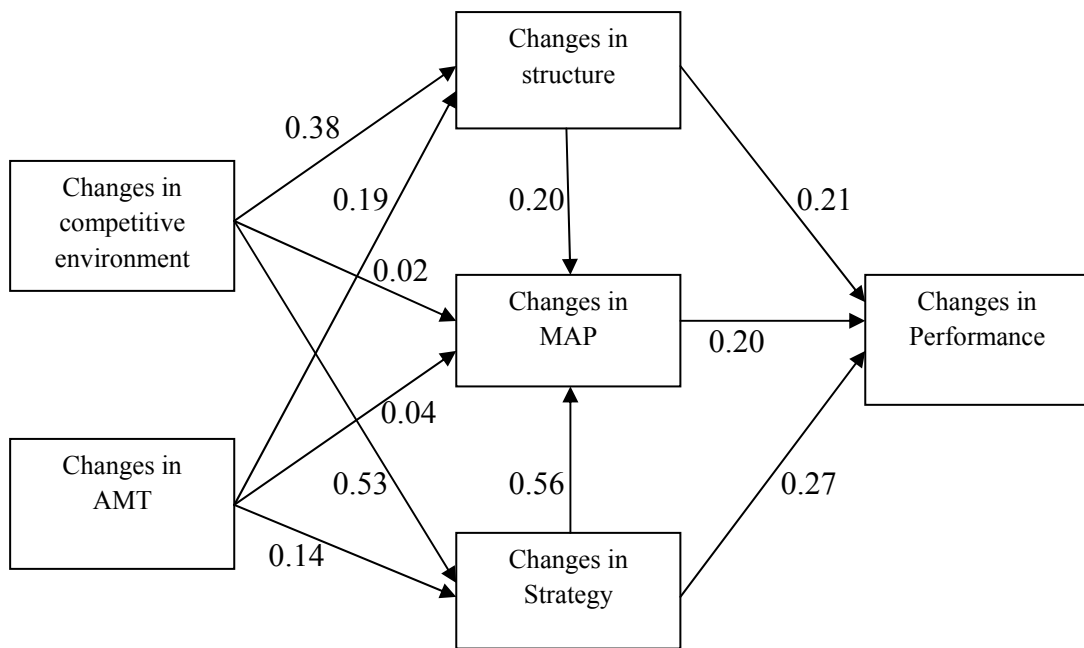 Changes in
structure
0.38
Changes in
competitive
environment
0.19
0.20
0.21
0.02
Changes in
MAP
0.20
Changes in
Performance
0.04
Changes in
AMT
0.53
0.56
0.27
0.14
Changes in
Strategy